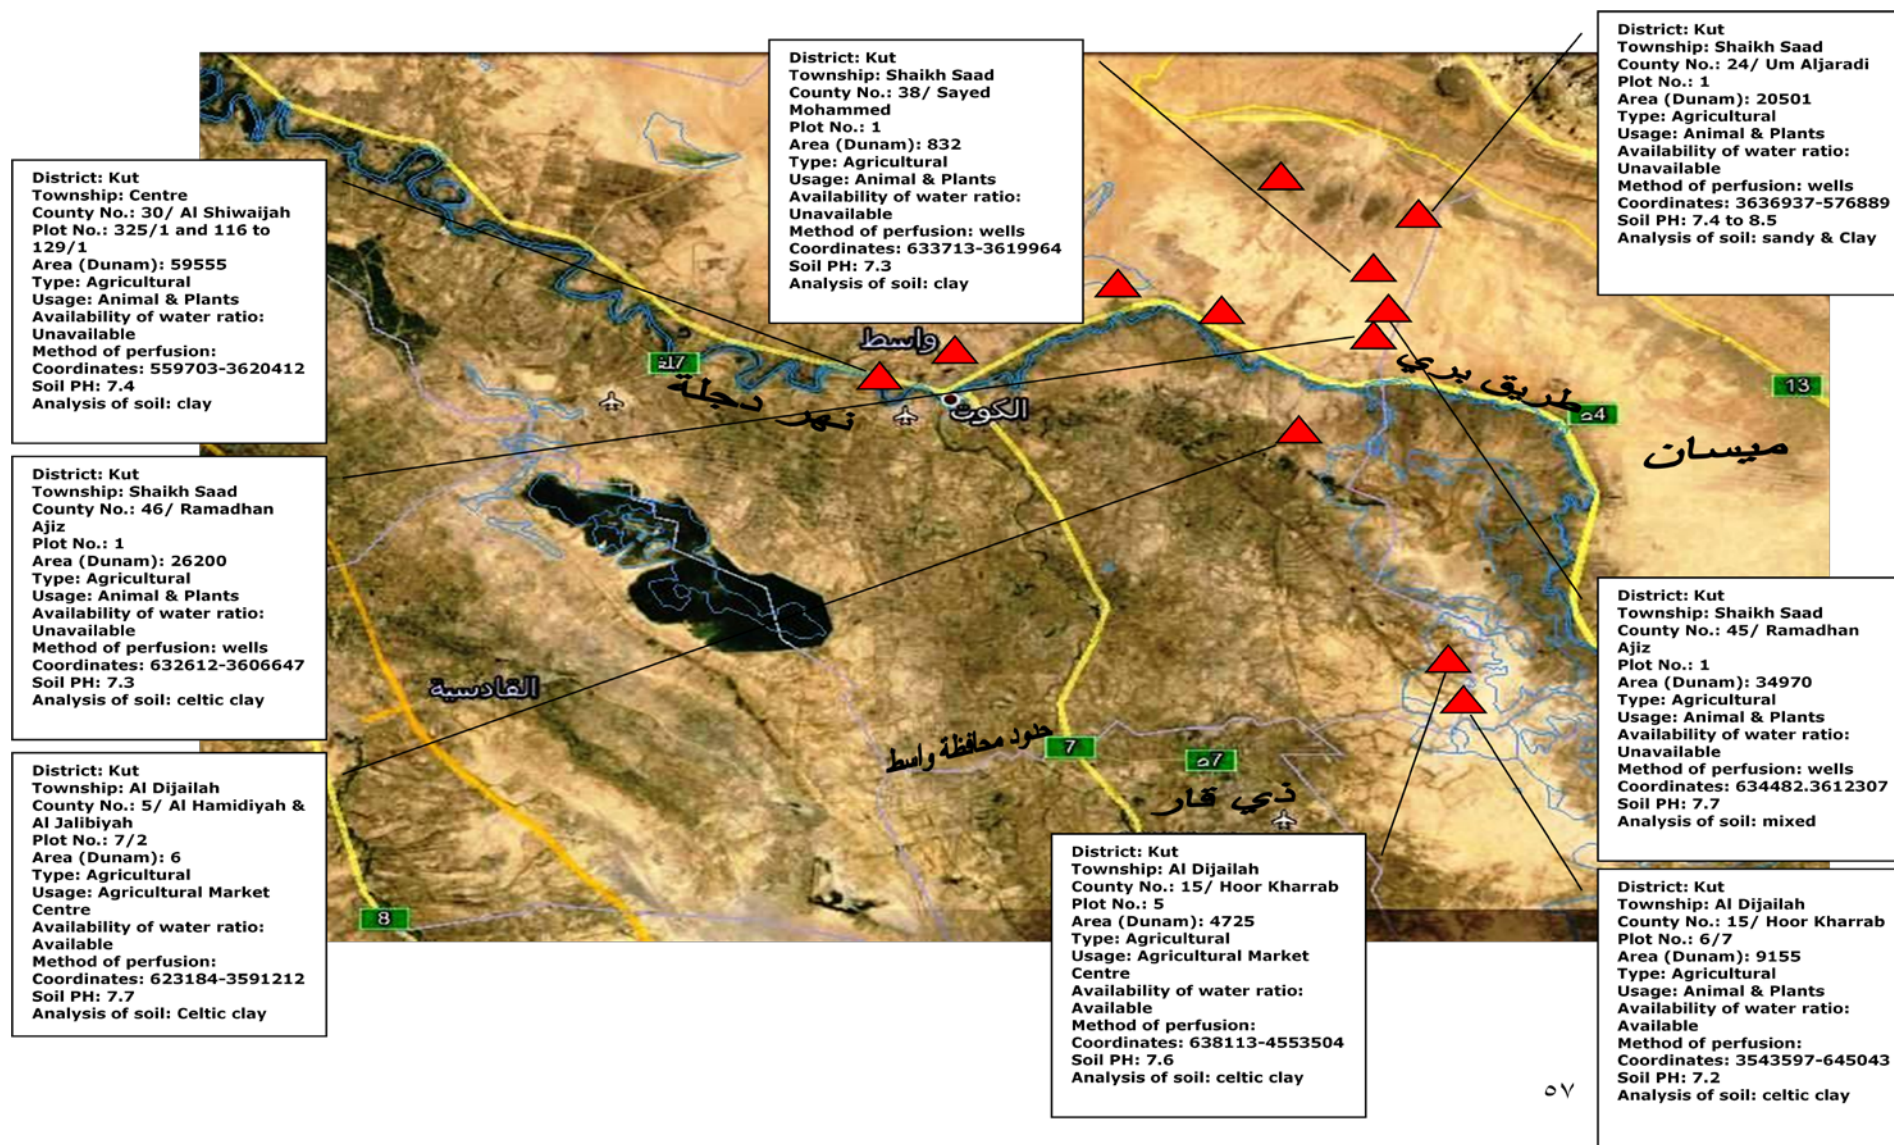 District: Kut
Township: Shaikh Saad
County No.: 38/ Sayed
Mohammed
Plot No.: 1
Area (Dunam): 832
Type: Agricultural
Usage: Animal & Plants
Availability of water ratio:
Unavailable
Method of perfusion: wells
Coordinates: 633713-3619964
Soil PH: 7.3
Analysis of soil: clay
District: Kut
Township: Shaikh Saad
County No.: 24/ Um Aljaradi
Plot No.: 1
Area (Dunam): 20501
Type: Agricultural
Usage: Animal & Plants
Availability of water ratio:
Unavailable
Method of perfusion: wells
Coordinates: 3636937-576889
Soil PH: 7.4 to 8.5
Analysis of soil: sandy & Clay
District: Kut
Township: Centre
County No.: 30/ Al Shiwaijah
Plot No.: 325/1 and 116 to
129/1
Area (Dunam): 59555
Type: Agricultural
Usage: Animal & Plants
Availability of water ratio:
Unavailable
Method of perfusion:
Coordinates: 559703-3620412
Soil PH: 7.4
Analysis of soil: clay
واسط
الكوت
نهر دجلة
طريق بري
13
4
ميسان
District: Kut
Township: Shaikh Saad
County No.: 46/ Ramadhan
Ajiz
Plot No.: 1
Area (Dunam): 26200
Type: Agricultural
Usage: Animal & Plants
Availability of water ratio:
Unavailable
Method of perfusion: wells
Coordinates: 632612-3606647
Soil PH: 7.3
Analysis of soil: celtic clay
القادسية
حدود محافظة واسط
7
7
ذي قار
District: Kut
Township: Shaikh Saad
County No.: 45/ Ramadhan
Ajiz
Plot No.: 1
Area (Dunam): 34970
Type: Agricultural
Usage: Animal & Plants
Availability of water ratio:
Unavailable
Method of perfusion: wells
Coordinates: 634482.3612307
Soil PH: 7.7
Analysis of soil: mixed
District: Kut
Township: Al Dijailah
County No.: 5/ Al Hamidiyah &
Al Jalibiyah
Plot No.: 7/2
Area (Dunam): 6
Type: Agricultural
Usage: Agricultural Market
Centre
Availability of water ratio:
Available
Method of perfusion:
Coordinates: 623184-3591212
Soil PH: 7.7
Analysis of soil: Celtic clay
8
District: Kut
Township: Al Dijailah
County No.: 15/ Hoor Kharrab
Plot No.: 5
Area (Dunam): 4725
Type: Agricultural
Usage: Agricultural Market
Centre
Availability of water ratio:
Available
Method of perfusion:
Coordinates: 638113-4553504
Soil PH: 7.6
Analysis of soil: celtic clay
District: Kut
Township: Al Dijailah
County No.: 15/ Hoor Kharrab
Plot No.: 6/7
Area (Dunam): 9155
Type: Agricultural
Usage: Animal & Plants
Availability of water ratio:
Available
Method of perfusion:
Coordinates: 3543597-645043
Soil PH: 7.2
Analysis of soil: celtic clay
٥٧